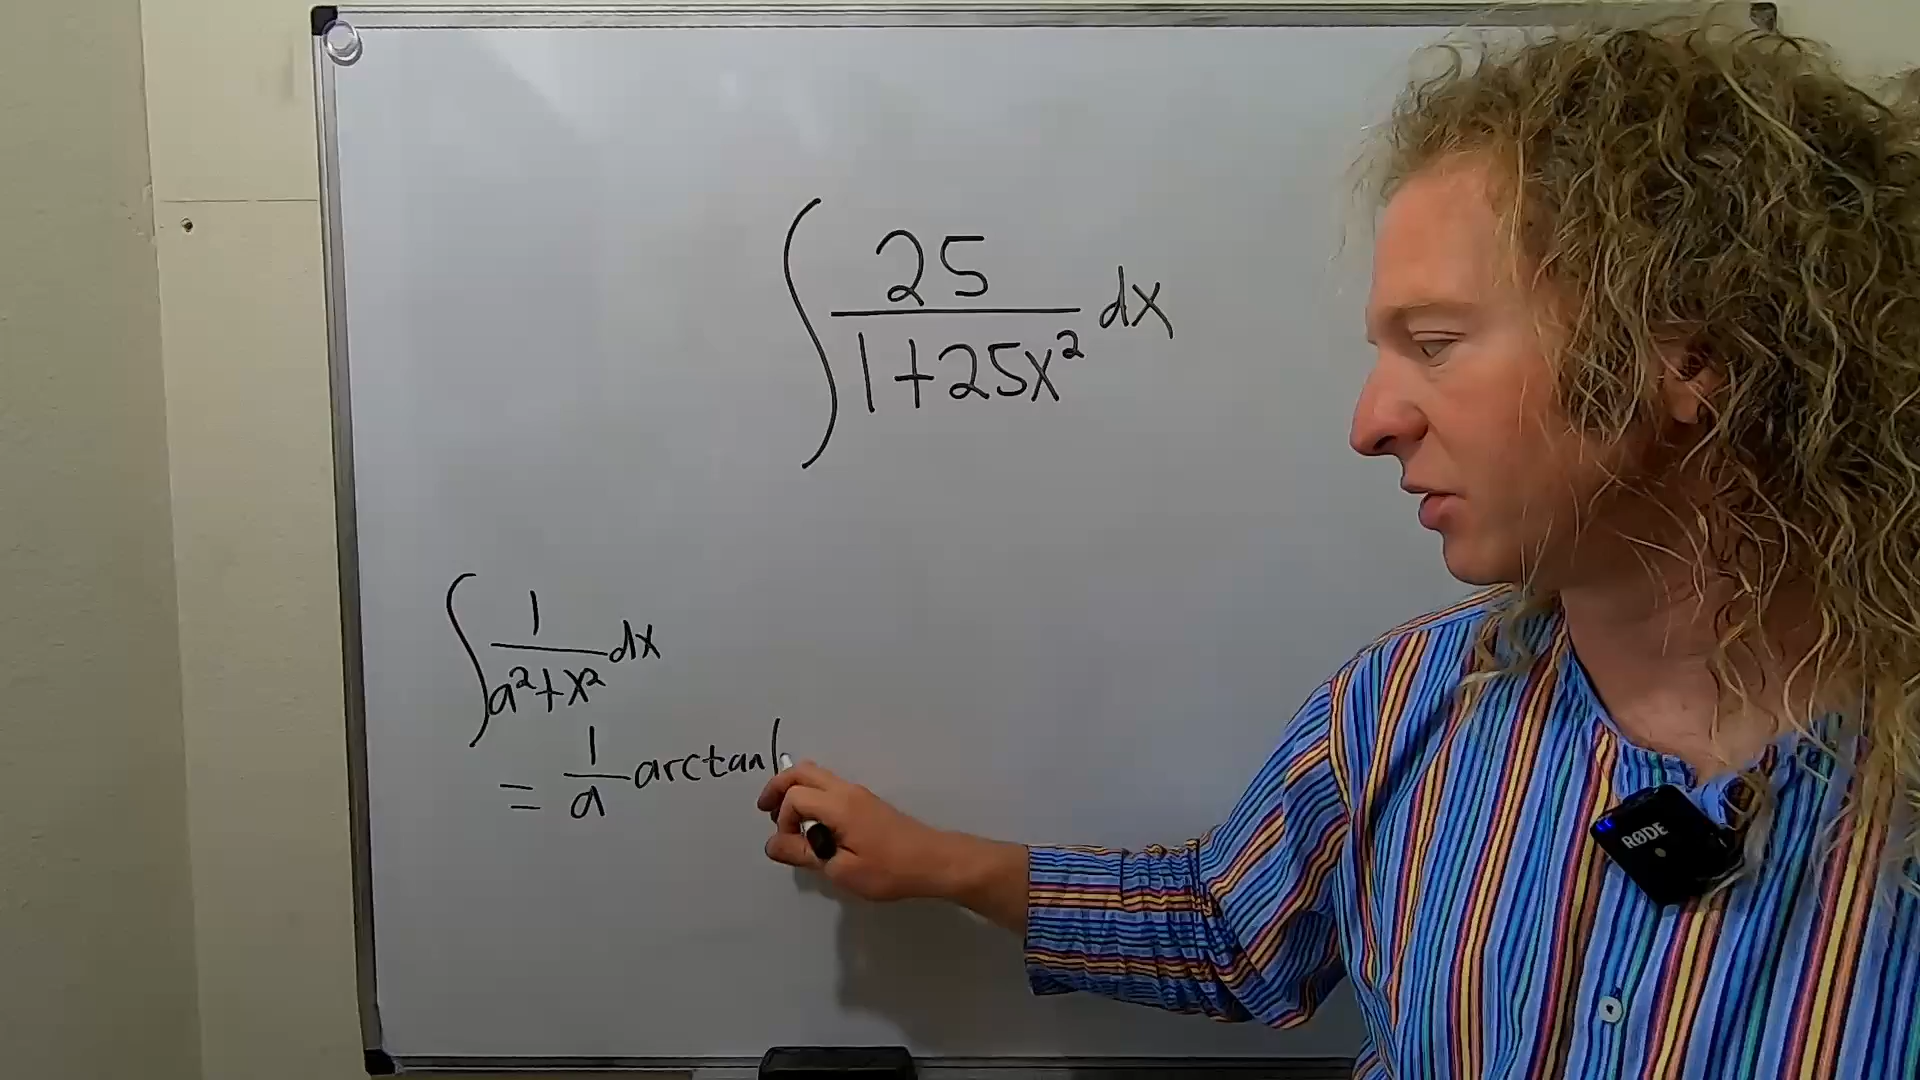 ∫ 25/(1+25x²) dx
∫ 1/(a²+x²) dx
= 1/a arctan(
RØDE